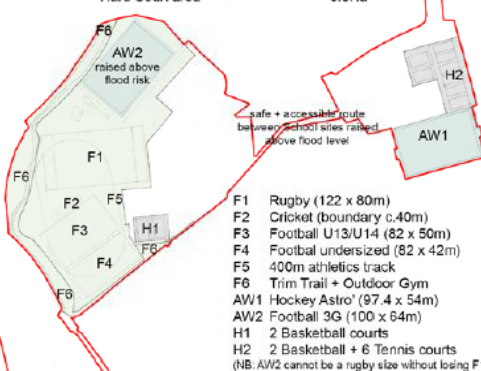 Hard Court area
F6
AW2
raised above
flood risk
H2
safe + accessible route
between School sites raised
above flood level
AW1
F1
F6
F5
F2
F3
H1
F4
F6
F6
F1 Rugby (122 x 80m)
F2 Cricket (boundary c.40m)
F3 Football U13/U14 (82 x 50m)
F4 Footbal undersized (82 x 42m)
F5 400m athletics track
F6 Trim Trail + Outdoor Gym
AW1 Hockey Astro' (97.4 x 54m)
AW2 Football 3G (100 x 64m)
H1 2 Basketball courts
H2 2 Basketball + 6 Tennis courts
(NB: AW2 cannot be a rugby size without losing F